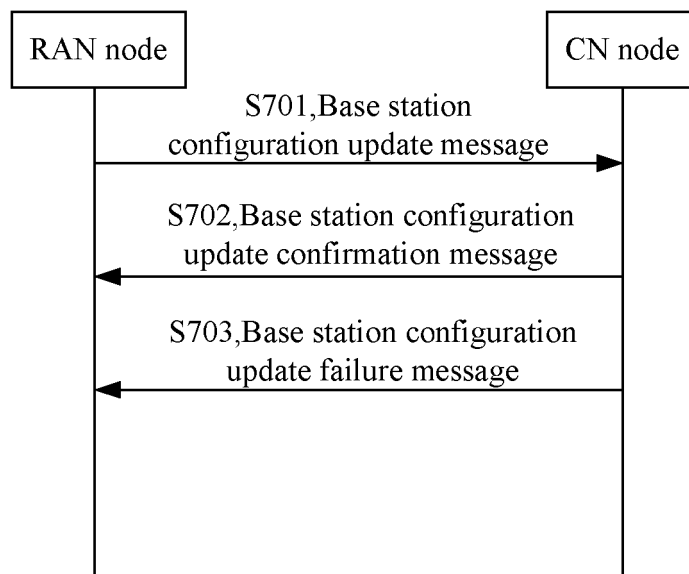 RAN node
CN node
S701,Base station
configuration update message
S702,Base station configuration
update confirmation message
S703,Base station configuration
update failure message